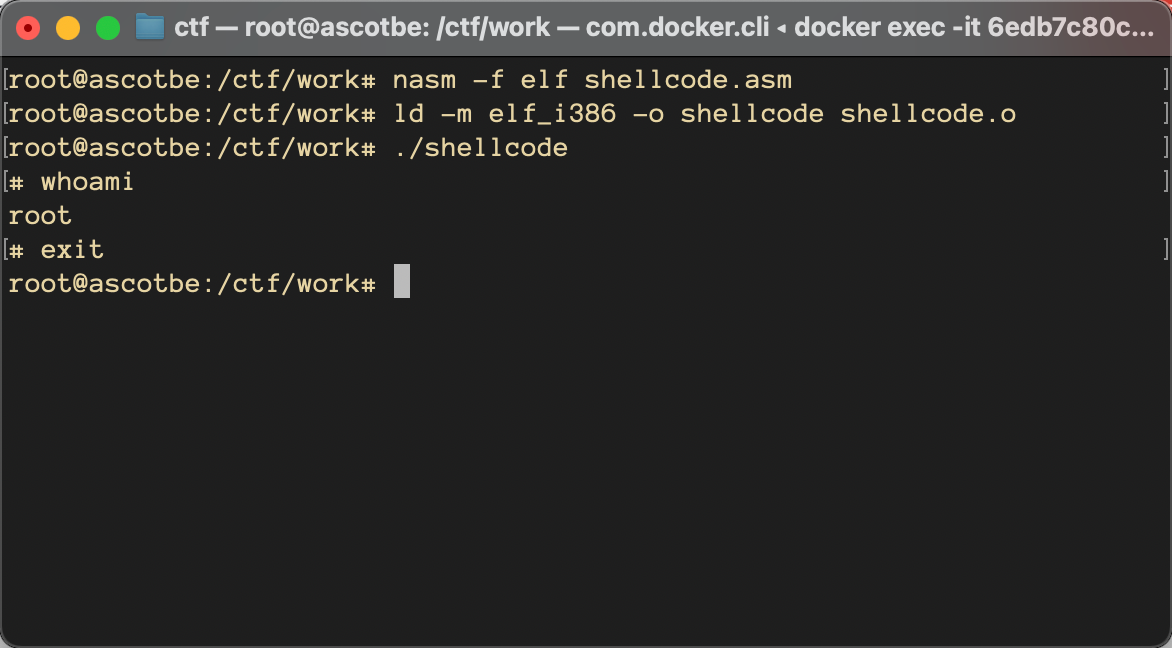 ctf — root@ascotbe: /ctf/work — com.docker.cli ◂ docker exec -it 6edb7c80c...
[root@ascotbe:/ctf/work# nasm -f elf shellcode.asm ]
[root@ascotbe:/ctf/work# ld -m elf_i386 -o shellcode shellcode.o ]
[root@ascotbe:/ctf/work# ./shellcode ]
[# whoami ]
root
[# exit ]
root@ascotbe:/ctf/work#